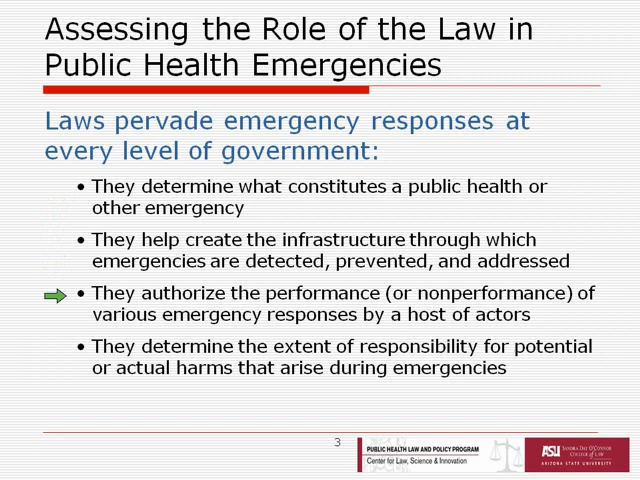 Assessing the Role of the Law in
Public Health Emergencies
Laws pervade emergency responses at
every level of government:
• They determine what constitutes a public health or
other emergency
• They help create the infrastructure through which
emergencies are detected, prevented, and addressed
• They authorize the performance (or nonperformance) of
various emergency responses by a host of actors
• They determine the extent of responsibility for potential
or actual harms that arise during emergencies
3
PUBLIC HEALTH LAW AND POLICY PROGRAM
Center for Law, Science & Innovation
ASU
SANDRA DAY O'CONNOR
COLLEGE OF LAW
ARIZONA STATE UNIVERSITY